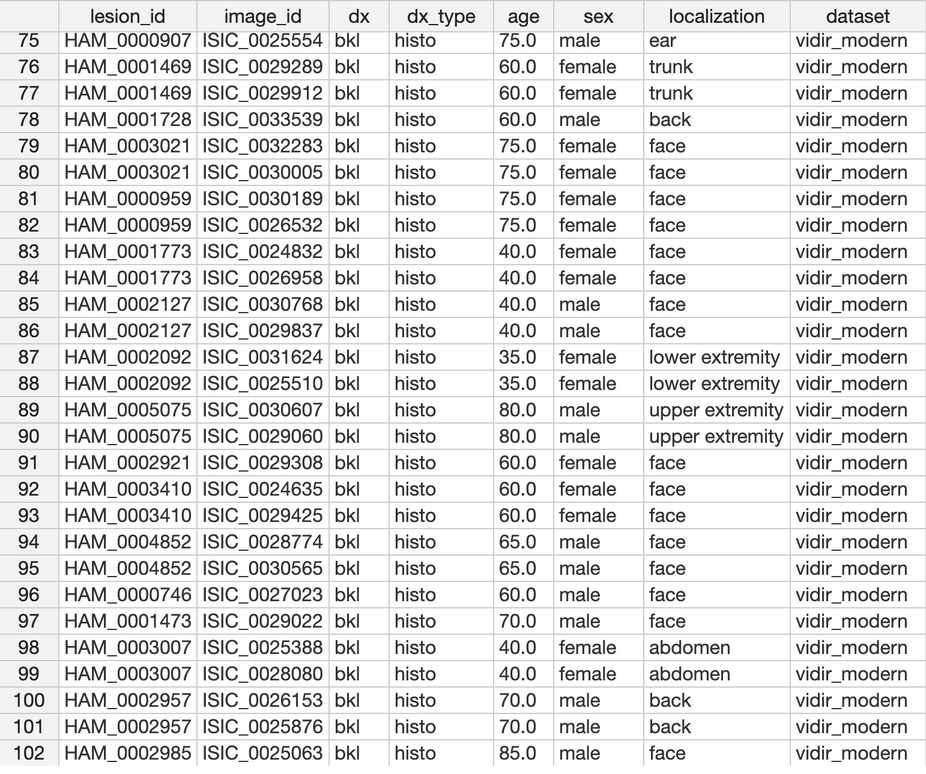 lesion_id image_id dx dx_type age sex localization dataset
75 HAM_0000907 ISIC_0025554 bkl histo 75.0 male ear vidir_modern
76 HAM_0001469 ISIC_0029289 bkl histo 60.0 female trunk vidir_modern
77 HAM_0001469 ISIC_0029912 bkl histo 60.0 female trunk vidir_modern
78 HAM_0001728 ISIC_0033539 bkl histo 60.0 male back vidir_modern
79 HAM_0003021 ISIC_0032283 bkl histo 75.0 female face vidir_modern
80 HAM_0003021 ISIC_0030005 bkl histo 75.0 female face vidir_modern
81 HAM_0000959 ISIC_0030189 bkl histo 75.0 female face vidir_modern
82 HAM_0000959 ISIC_0026532 bkl histo 75.0 female face vidir_modern
83 HAM_0001773 ISIC_0024832 bkl histo 40.0 female face vidir_modern
84 HAM_0001773 ISIC_0026958 bkl histo 40.0 female face vidir_modern
85 HAM_0002127 ISIC_0030768 bkl histo 40.0 male face vidir_modern
86 HAM_0002127 ISIC_0029837 bkl histo 40.0 male face vidir_modern
87 HAM_0002092 ISIC_0031624 bkl histo 35.0 female lower extremity vidir_modern
88 HAM_0002092 ISIC_0025510 bkl histo 35.0 female lower extremity vidir_modern
89 HAM_0005075 ISIC_0030607 bkl histo 80.0 male upper extremity vidir_modern
90 HAM_0005075 ISIC_0029060 bkl histo 80.0 male upper extremity vidir_modern
91 HAM_0002921 ISIC_0029308 bkl histo 60.0 female face vidir_modern
92 HAM_0003410 ISIC_0024635 bkl histo 60.0 female face vidir_modern
93 HAM_0003410 ISIC_0029425 bkl histo 60.0 female face vidir_modern
94 HAM_0004852 ISIC_0028774 bkl histo 65.0 male face vidir_modern
95 HAM_0004852 ISIC_0030565 bkl histo 65.0 male face vidir_modern
96 HAM_0000746 ISIC_0027023 bkl histo 60.0 male face vidir_modern
97 HAM_0001473 ISIC_0029022 bkl histo 70.0 male face vidir_modern
98 HAM_0003007 ISIC_0025388 bkl histo 40.0 female abdomen vidir_modern
99 HAM_0003007 ISIC_0028080 bkl histo 40.0 female abdomen vidir_modern
100 HAM_0002957 ISIC_0026153 bkl histo 70.0 male back vidir_modern
101 HAM_0002957 ISIC_0025876 bkl histo 70.0 male back vidir_modern
102 HAM_0002985 ISIC_0025063 bkl histo 85.0 male face vidir_modern